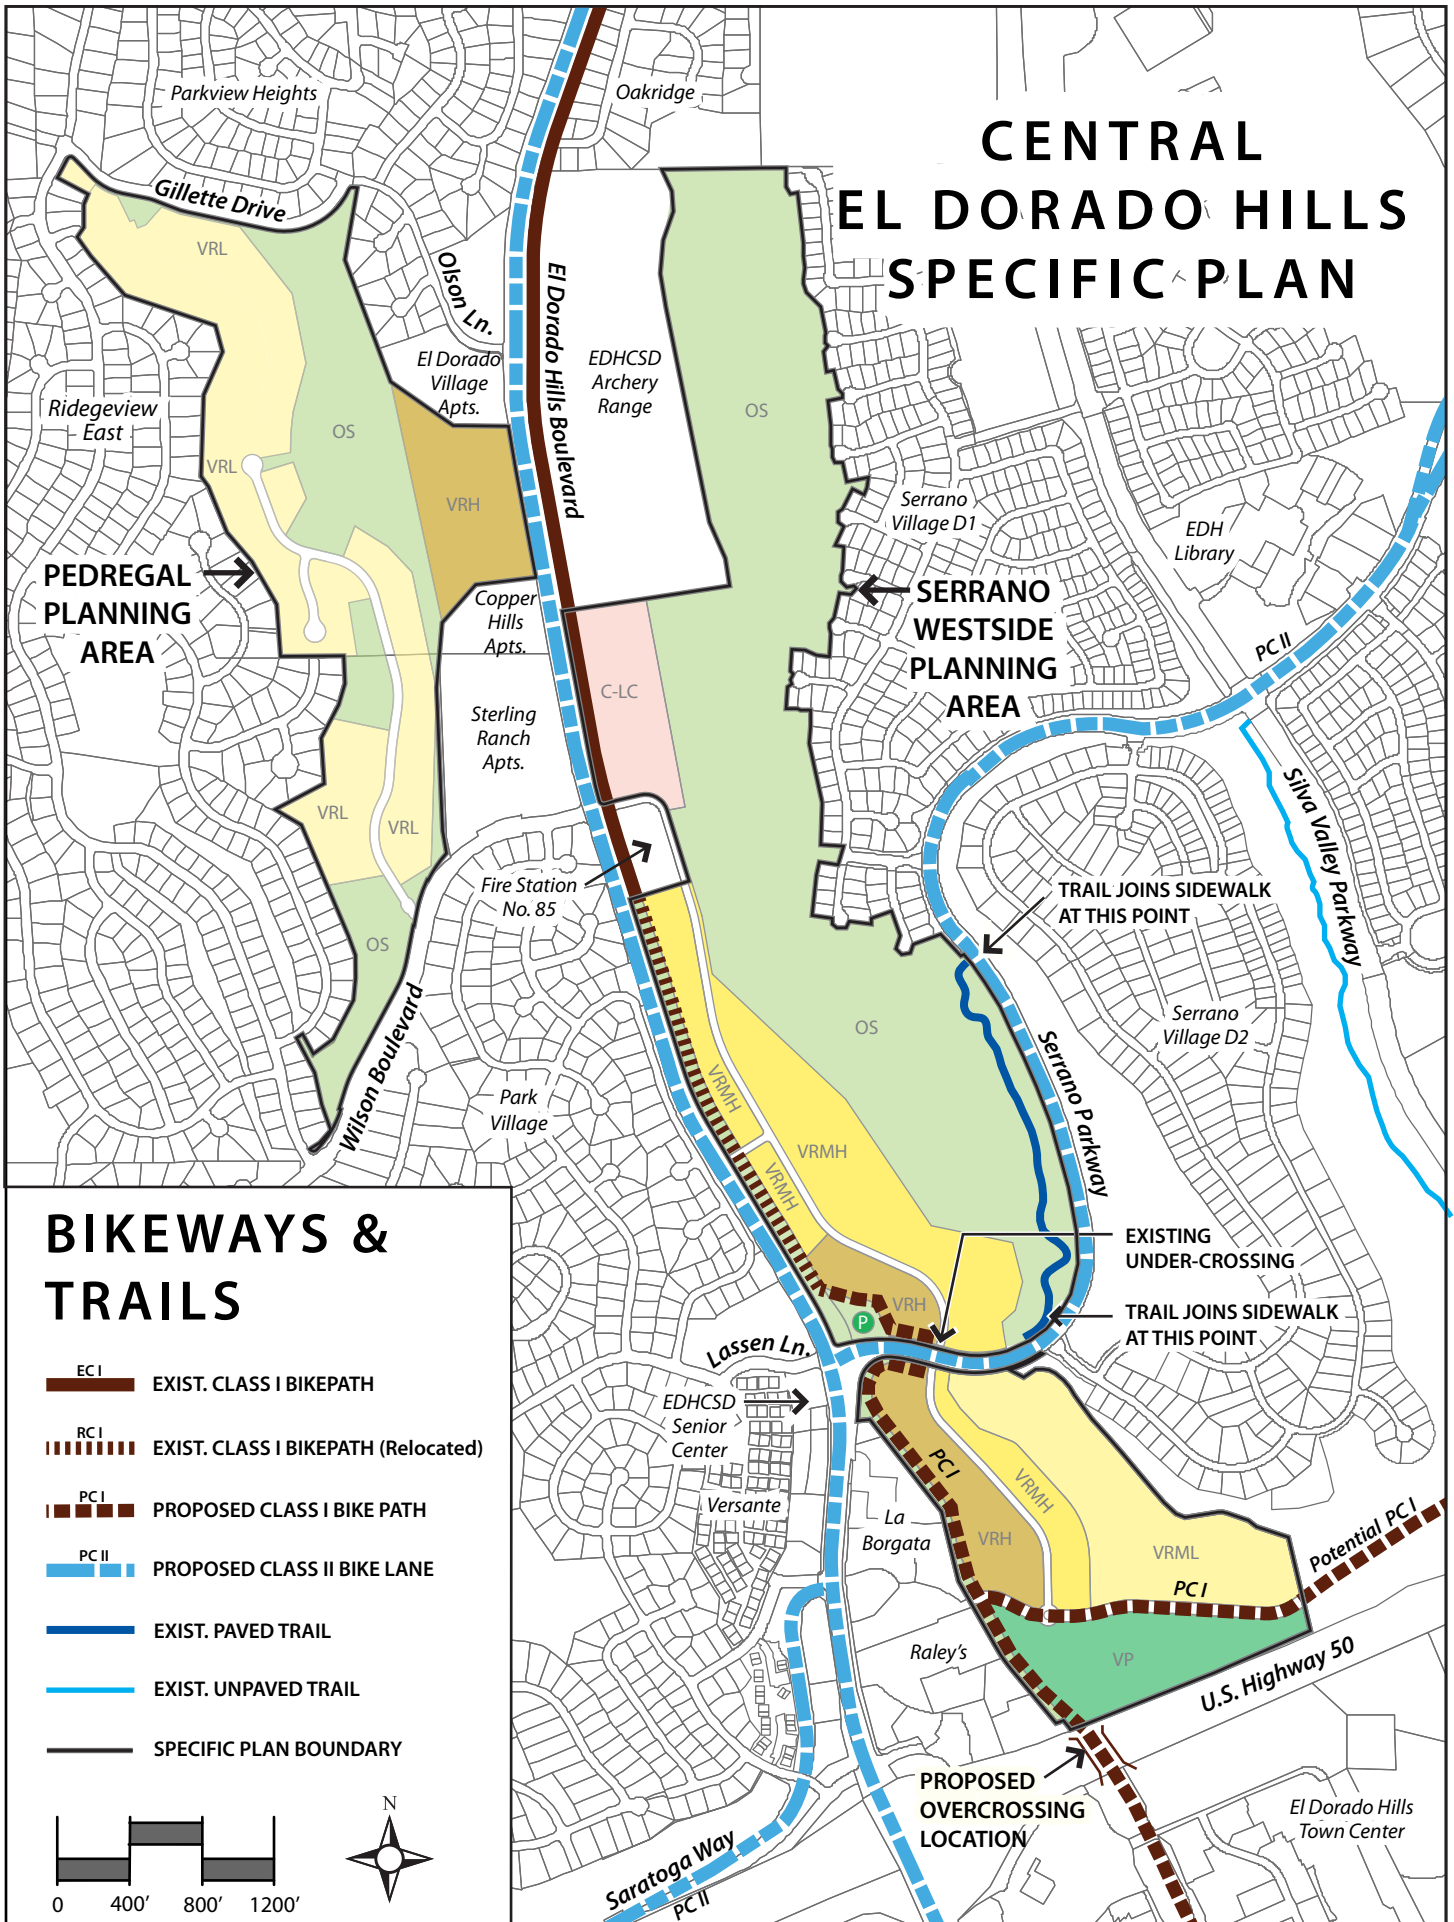 CENTRAL
EL DORADO HILLS
SPECIFIC PLAN
Parkview Heights
Oakridge
Gillette Drive
VRL
Olson Ln.
El Dorado Hills Boulevard
El Dorado
Village
Apts.
EDHCSD
Archery
Range
OS
Ridegeview
East
OS
VRL
VRH
Serrano
Village D1
EDH
Library
PEDREGAL
PLANNING
AREA
SERRANO
WESTSIDE
PLANNING
AREA
Copper
Hills
Apts.
PC II
C-LC
Sterling
Ranch
Apts.
VRL
VRL
Silva Valley Parkway
Fire Station
No. 85
TRAIL JOINS SIDEWALK
AT THIS POINT
OS
OS
Wilson Boulevard
Serrano
Village D2
Serrano Parkway
Park
Village
VRMH
VRMH
VRMH
EXISTING
UNDER-CROSSING
VRH
P
TRAIL JOINS SIDEWALK
AT THIS POINT
Lassen Ln.
EDHCSD
Senior
Center
PC I
VRMH
Versante
La
Borgata
VRH
VRML
Potential PC I
PC I
Raley's
VP
U.S. Highway 50
PROPOSED
OVERCROSSING
LOCATION
El Dorado Hills
Town Center
Saratoga Way
PC II
BIKEWAYS &
TRAILS
EC I
EXIST. CLASS I BIKEPATH
RC I
EXIST. CLASS I BIKEPATH (Relocated)
PC I
PROPOSED CLASS I BIKE PATH
PC II
PROPOSED CLASS II BIKE LANE
EXIST. PAVED TRAIL
EXIST. UNPAVED TRAIL
SPECIFIC PLAN BOUNDARY
N
0 400' 800' 1200'